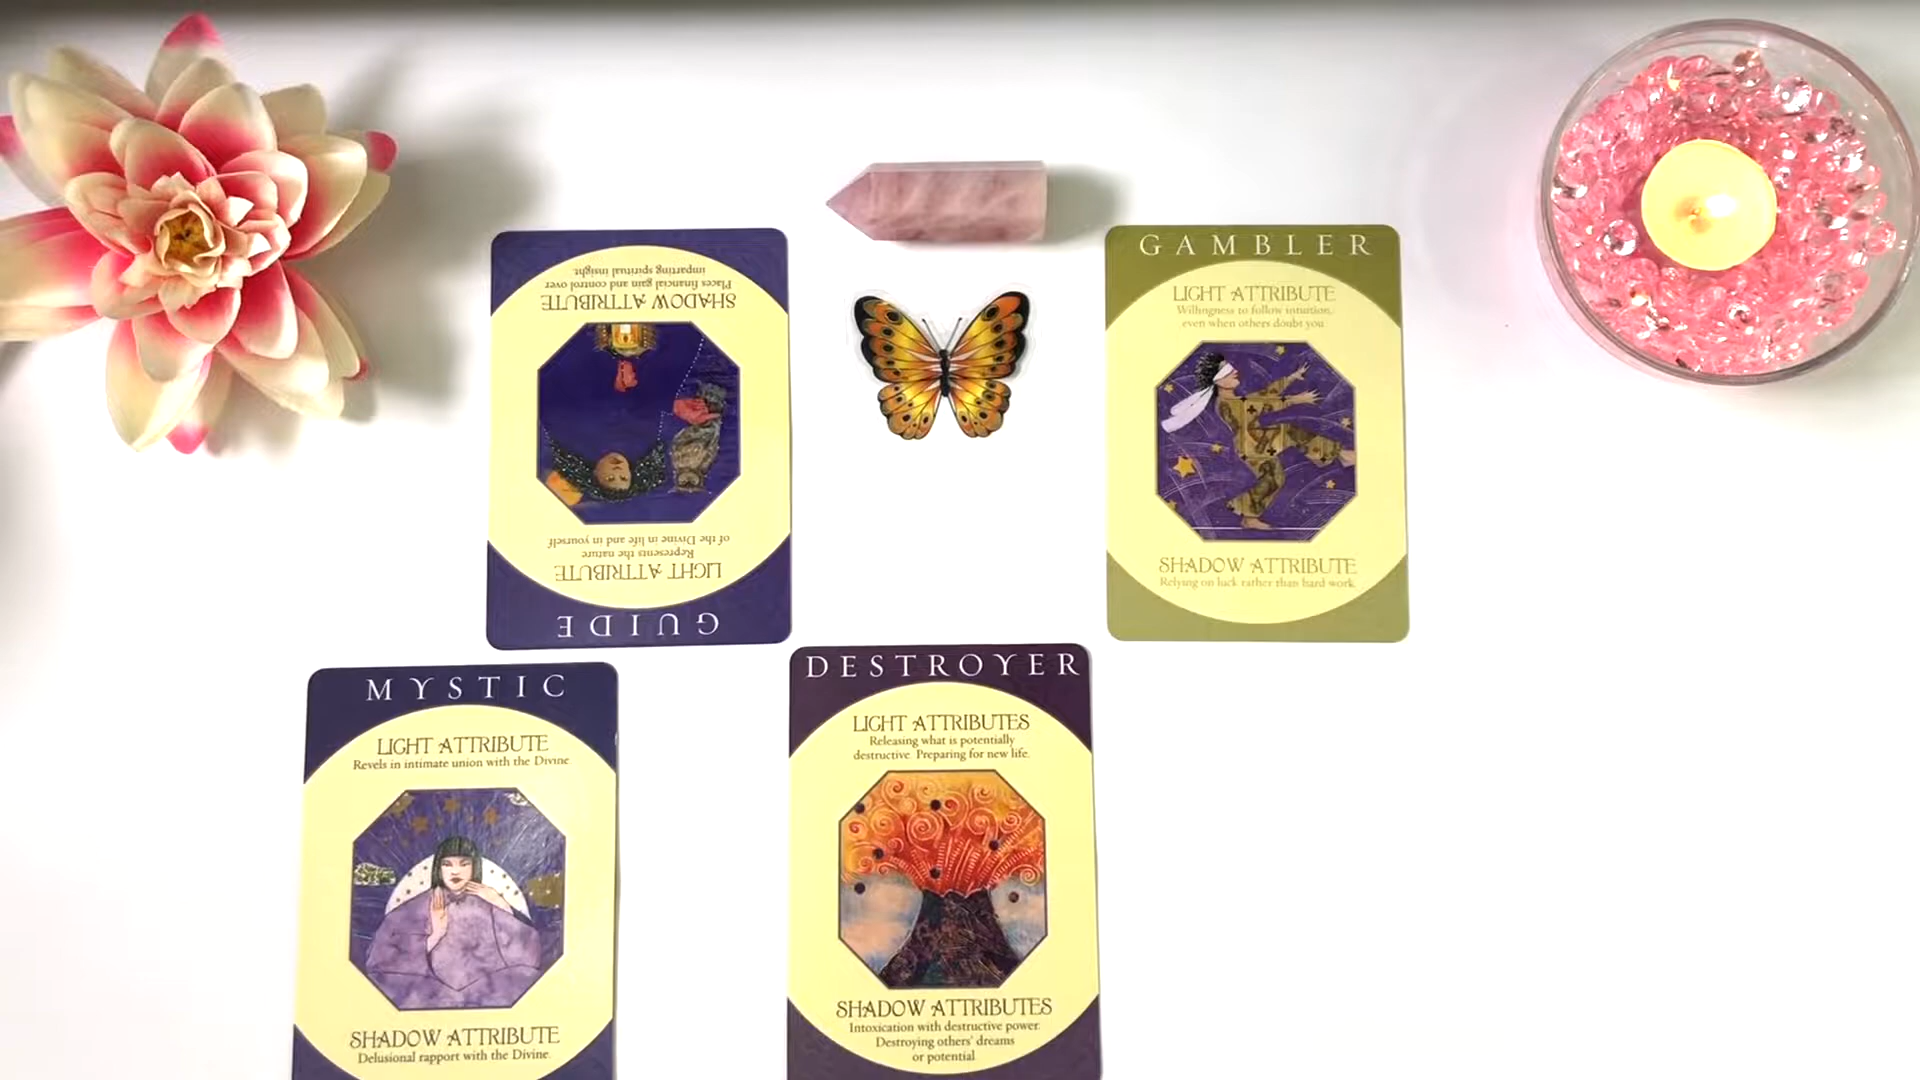 GUIDE
LIGHT ATTRIBUTE
Represents the nature
of the Divine in life and in yourself
SHADOW ATTRIBUTE
Places financial gain and control over
imparting spiritual insight.
GAMBLER
LIGHT ATTRIBUTE
Willingness to follow intuition,
even when others doubt you
SHADOW ATTRIBUTE
Relying on luck rather than hard work.
MYSTIC
LIGHT ATTRIBUTE
Revels in intimate union with the Divine
SHADOW ATTRIBUTE
Delusional rapport with the Divine.
DESTROYER
LIGHT ATTRIBUTES
Releasing what is potentially
destructive. Preparing for new life.
SHADOW ATTRIBUTES
Intoxication with destructive power.
Destroying others' dreams
or potential